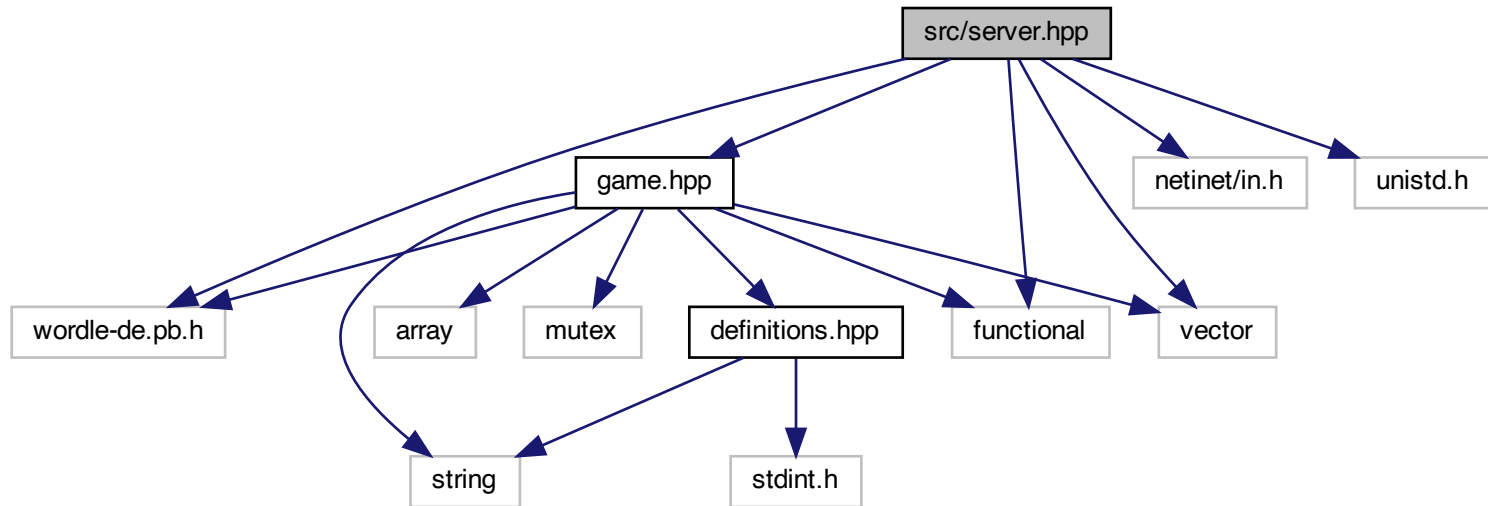 src/server.hpp
game.hpp
netinet/in.h
unistd.h
wordle-de.pb.h
array
mutex
definitions.hpp
functional
vector
string
stdint.h